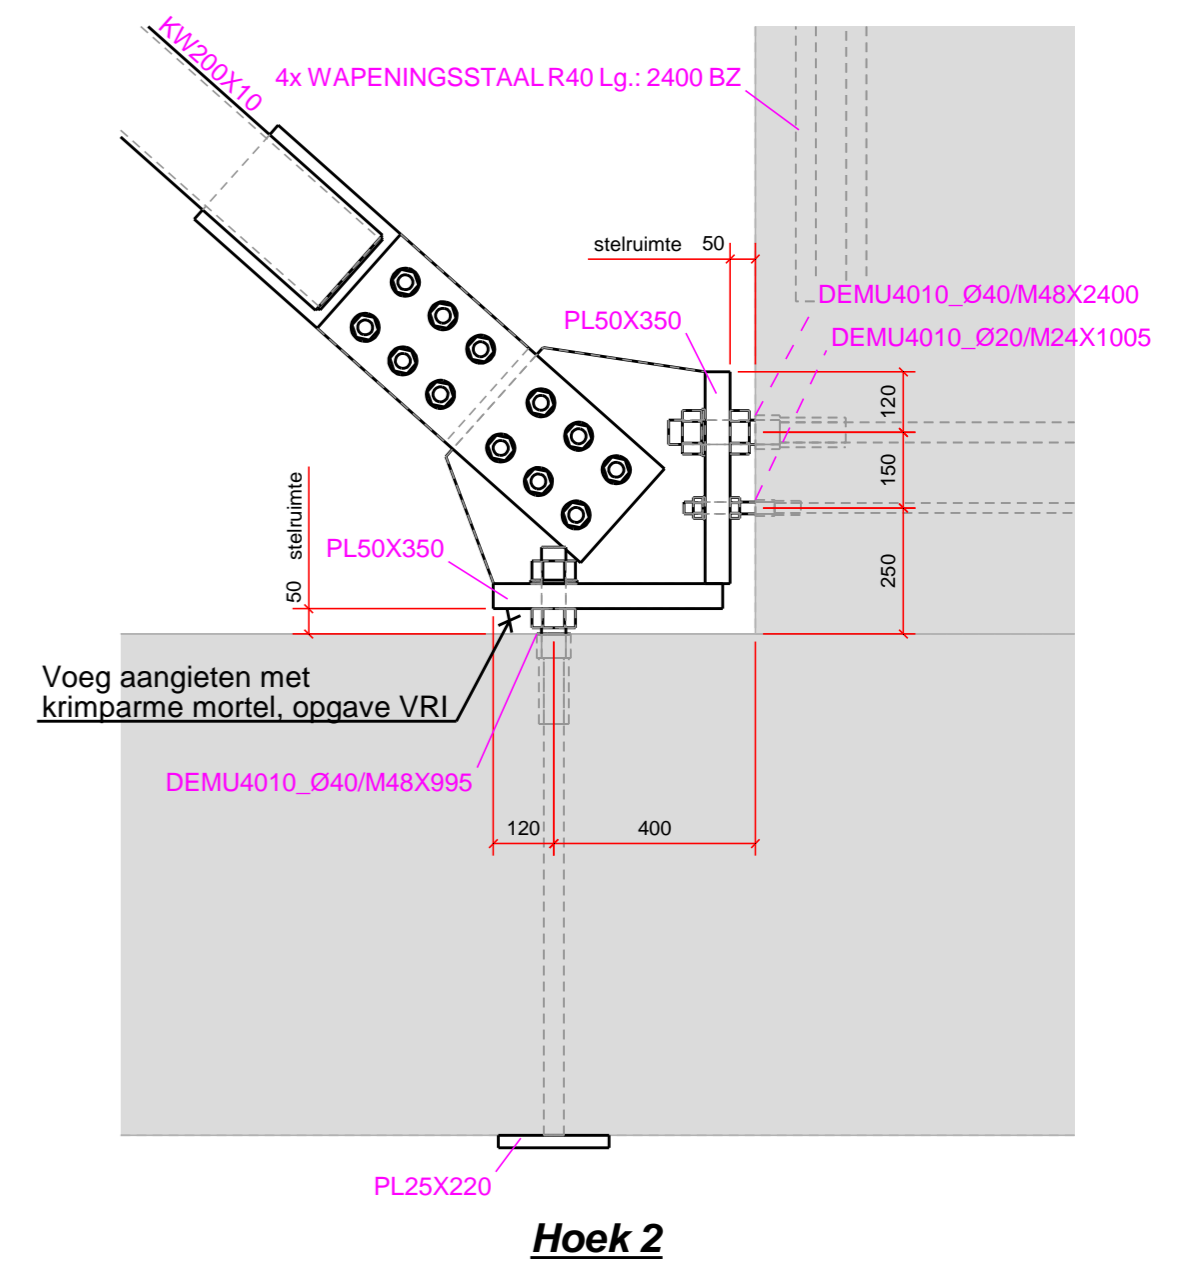 KW200X10
4x WAPENINGSSTAAL R40 Lg.: 2400 BZ
stelruimte 50
DEMU4010_Ø40/M48X2400
PL50X350
DEMU4010_Ø20/M24X1005
120
150
250
stelruimte
50
PL50X350
Voeg aangieten met
krimparme mortel, opgave VRI
DEMU4010_Ø40/M48X995
120
400
PL25X220
Hoek 2